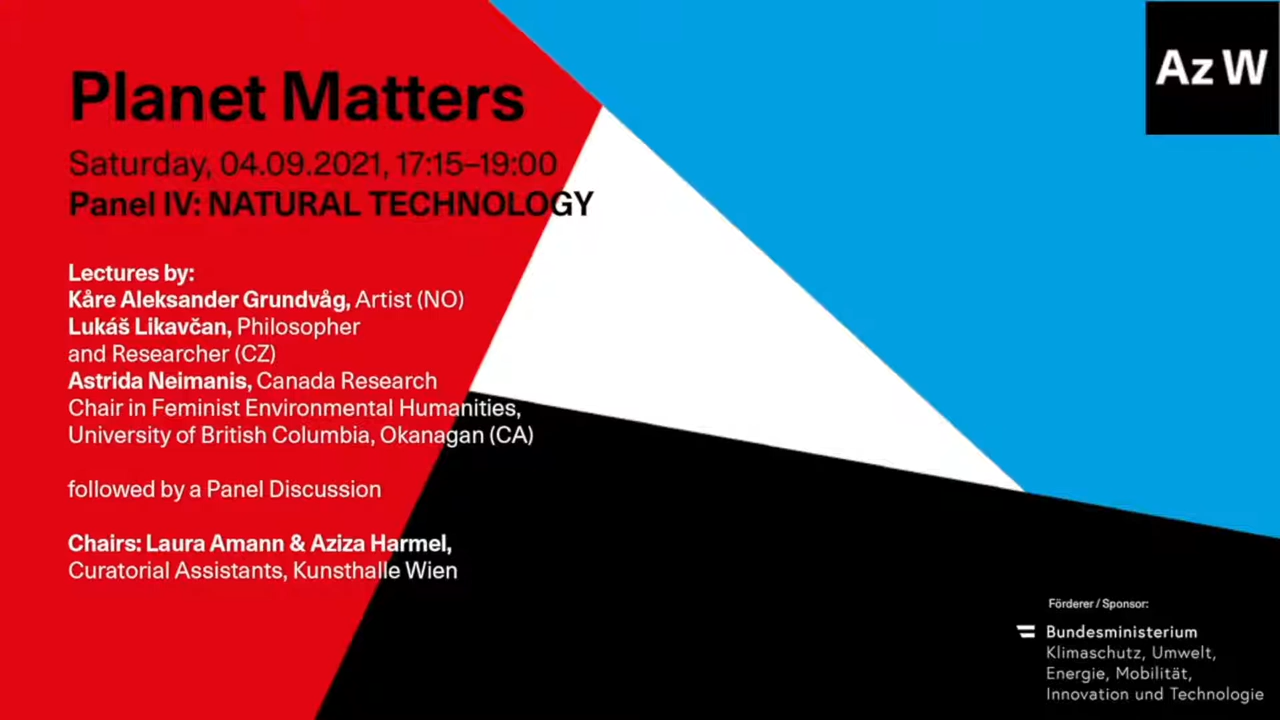 Planet Matters
Saturday, 04.09.2021, 17:15–19:00
Panel IV: NATURAL TECHNOLOGY
Lectures by:
Kåre Aleksander Grundvåg, Artist (NO)
Lukáš Likavčan, Philosopher
and Researcher (CZ)
Astrida Neimanis, Canada Research
Chair in Feminist Environmental Humanities,
University of British Columbia, Okanagan (CA)
followed by a Panel Discussion
Chairs: Laura Amann & Aziza Harmel,
Curatorial Assistants, Kunsthalle Wien
Az W
Förderer / Sponsor:
Bundesministerium
Klimaschutz, Umwelt,
Energie, Mobilität,
Innovation und Technologie